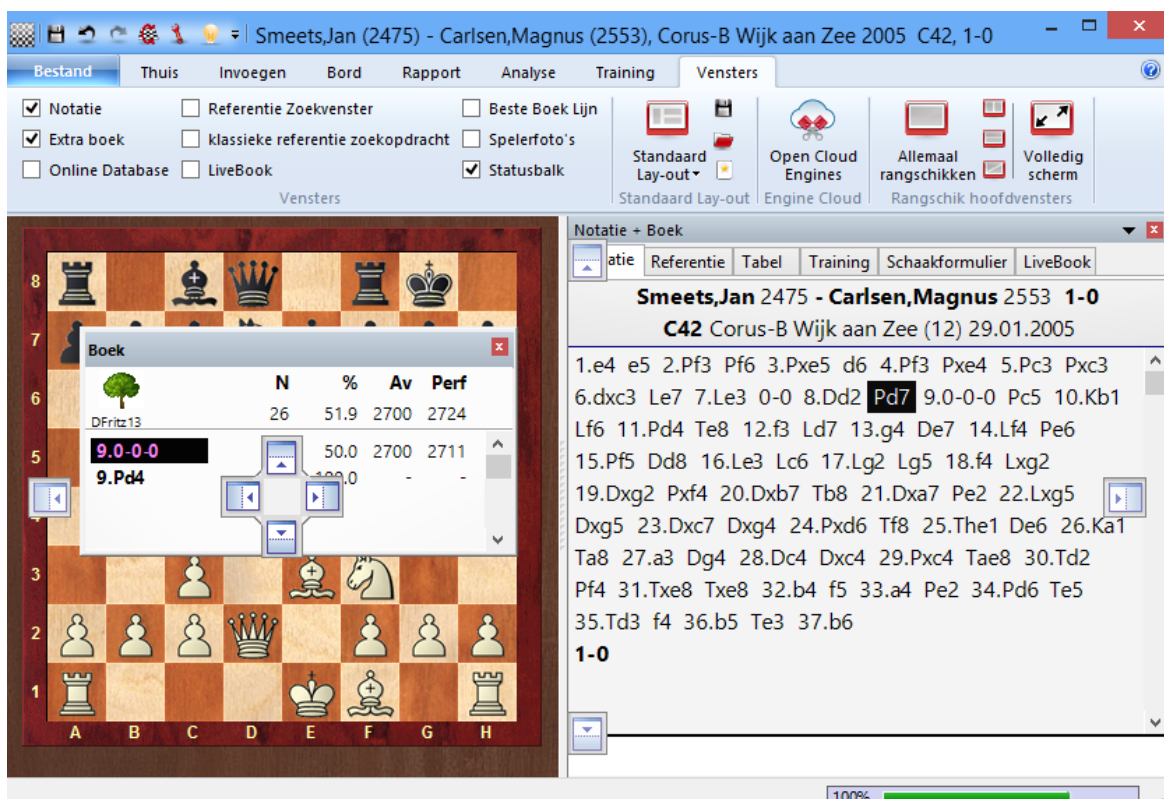 Smeets,Jan (2475) - Carlsen,Magnus (2553), Corus-B Wijk aan Zee 2005 C42, 1-0
Bestand Thuis Invoegen Bord Rapport Analyse Training Vensters
Notatie Referentie Zoekvenster Beste Boek Lijn
Extra boek klassieke referentie zoekopdracht Spelerfoto's
Online Database LiveBook Statusbalk
Vensters
Standaard Lay-out
Standaard Lay-out
Open Cloud Engines
Engine Cloud
Allemaal rangschikken
Volledig scherm
Rangschik hoofdvensters
8
7
6
5
3
2
1
A B C D E F G H
Boek
N % Av Perf
DFritz13 26 51.9 2700 2724
9.0-0-0 50.0 2700 2711
9.Pd4 - -
Notatie + Boek
atie Referentie Tabel Training Schaakformulier LiveBook
Smeets,Jan 2475 - Carlsen,Magnus 2553 1-0
C42 Corus-B Wijk aan Zee (12) 29.01.2005
1.e4 e5 2.Pf3 Pf6 3.Pxe5 d6 4.Pf3 Pxe4 5.Pc3 Pxc3
6.dxc3 Le7 7.Le3 0-0 8.Dd2 Pd7 9.0-0-0 Pc5 10.Kb1
Lf6 11.Pd4 Te8 12.f3 Ld7 13.g4 De7 14.Lf4 Pe6
15.Pf5 Dd8 16.Le3 Lc6 17.Lg2 Lg5 18.f4 Lxg2
19.Dxg2 Pxf4 20.Dxb7 Tb8 21.Dxa7 Pe2 22.Lxg5
Dxg5 23.Dxc7 Dxg4 24.Pxd6 Tf8 25.The1 De6 26.Ka1
Ta8 27.a3 Dg4 28.Dc4 Dxc4 29.Pxc4 Tae8 30.Td2
Pf4 31.Txe8 Txe8 32.b4 f5 33.a4 Pe2 34.Pd6 Te5
35.Td3 f4 36.b5 Te3 37.b6
1-0
100%